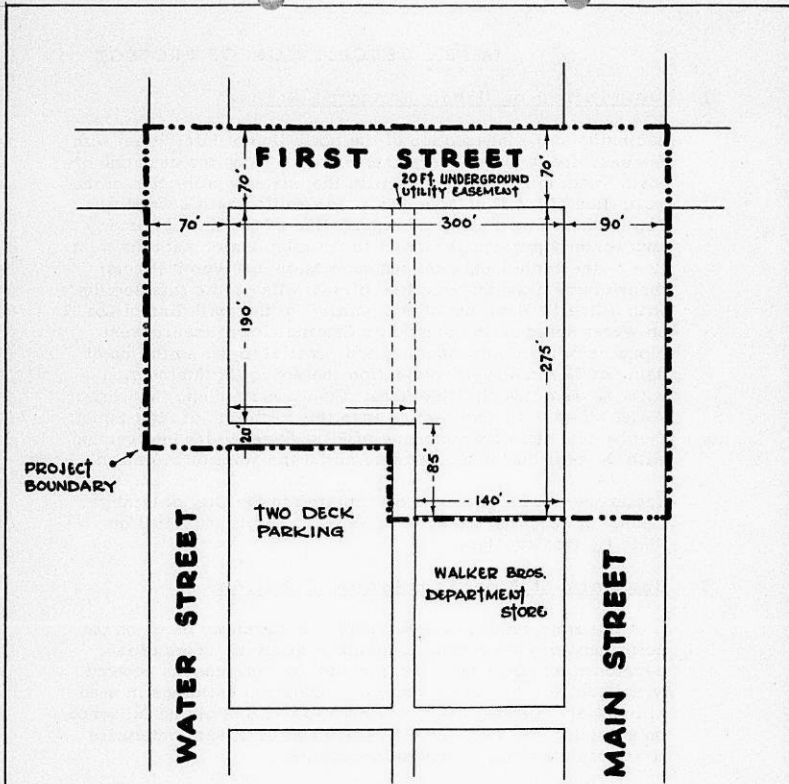 FIRST STREET
70'
70'
20 FT. UNDERGROUND
UTILITY EASEMENT
70'
300'
90'
190'
275'
20'
85'
140'
PROJECT
BOUNDARY
TWO DECK
PARKING
WALKER BROS.
DEPARTMENT
STORE
WATER STREET
MAIN STREET